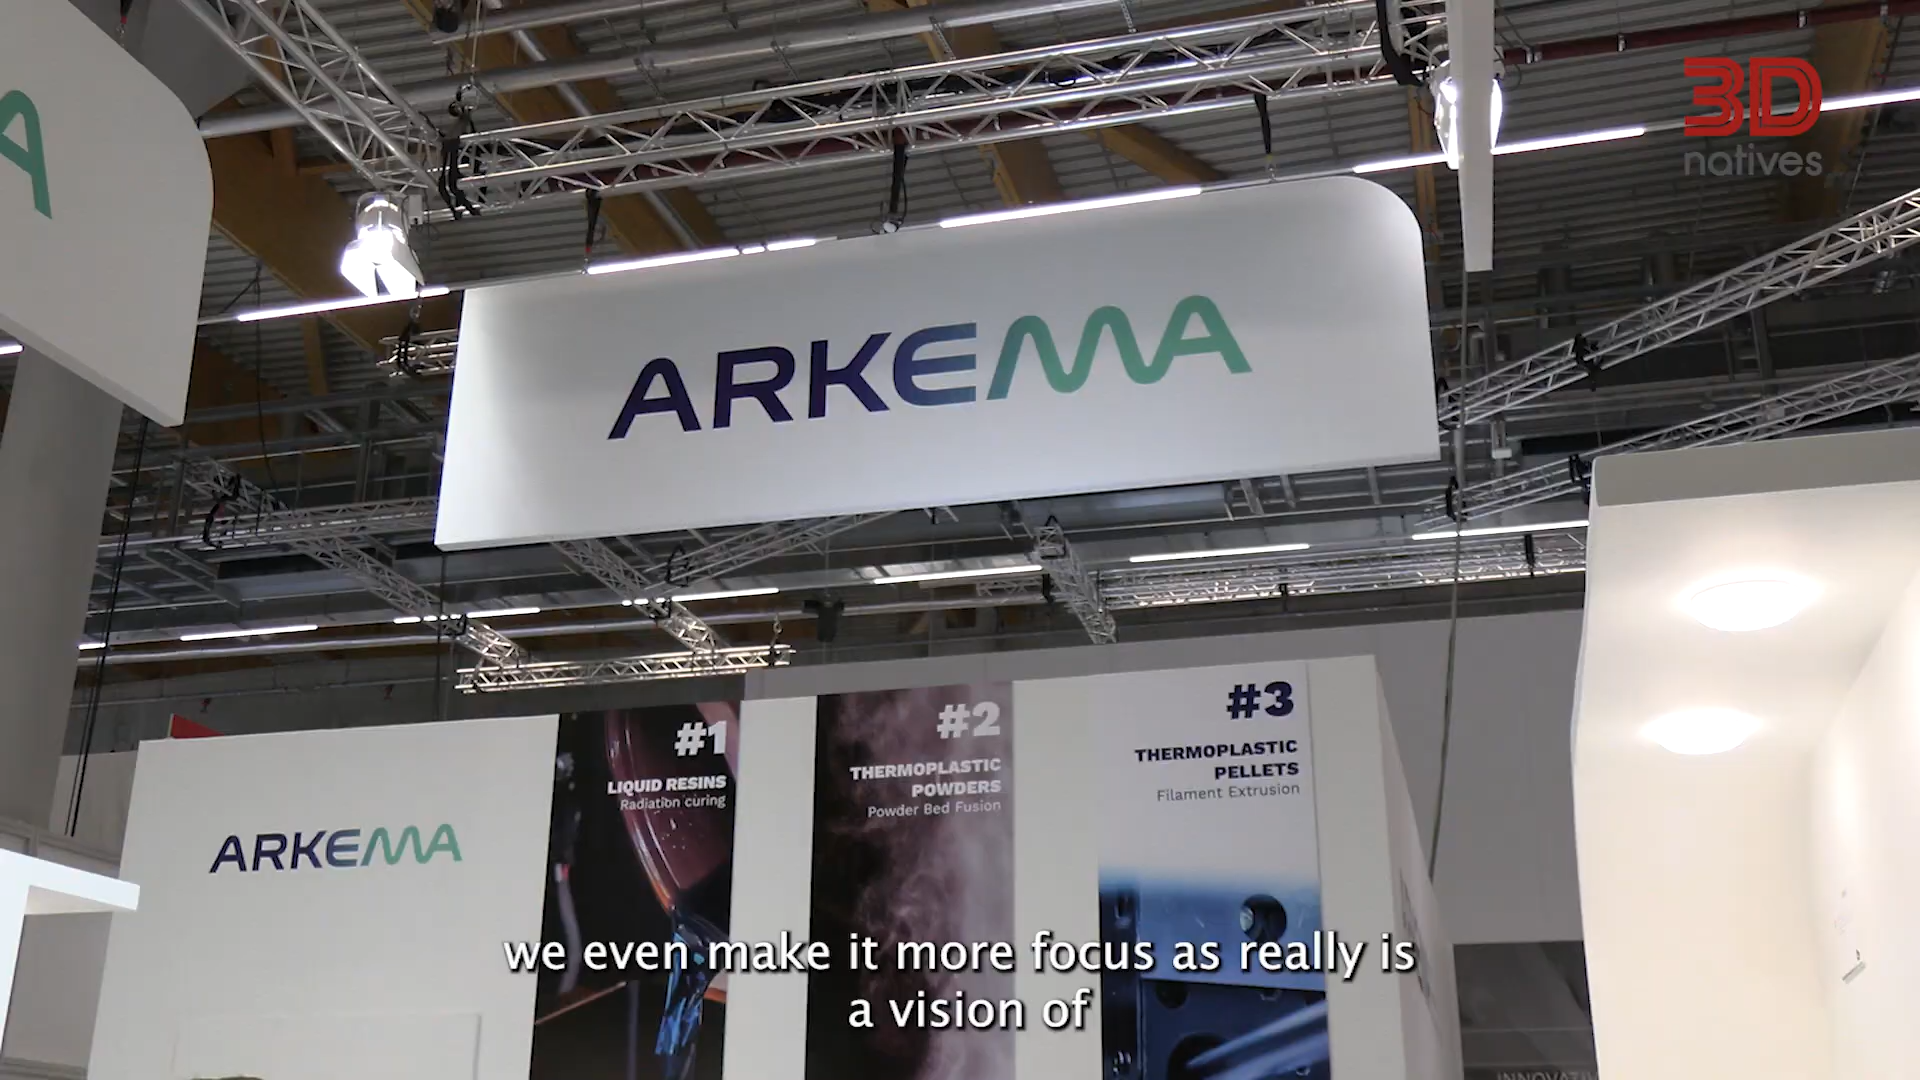 3D
natives
A
ARKEMA
#1
LIQUID RESINS
Radiation curing
#2
THERMOPLASTIC
POWDERS
Powder Bed Fusion
#3
THERMOPLASTIC
PELLETS
Filament Extrusion
ARKEMA
we even make it more focus as really is
a vision of